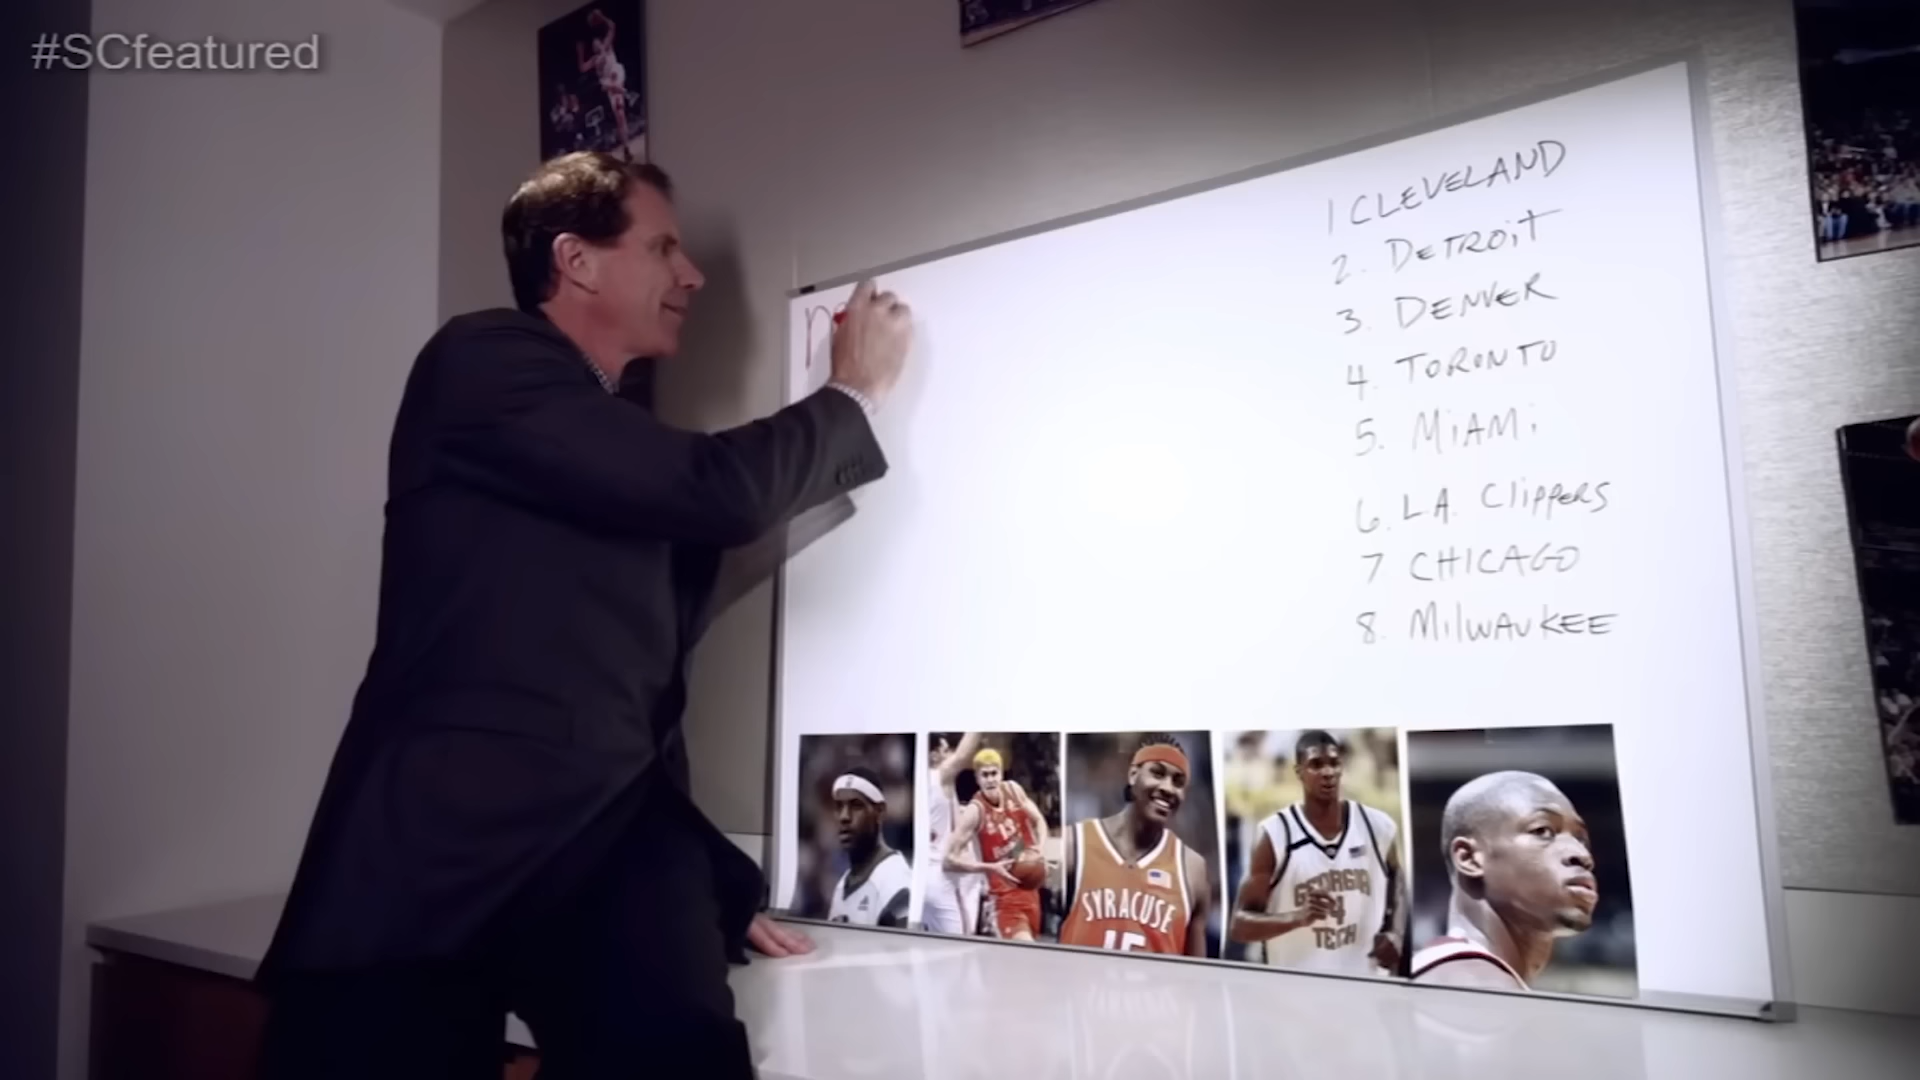 #SCfeatured
1 CLEVELAND
2. DETROiT
3. DENVER
4. TORONTO
5. MiAMi
6. L.A. Clippers
7 CHICAGO
8. MilWAUKEE
SYRACUSE
15
GEORGIA
4
TECH